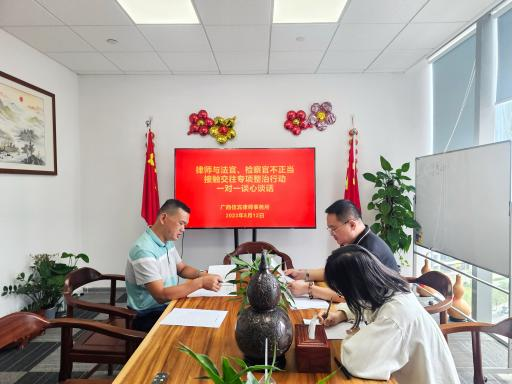 律师与法官、检察官不正当
接触交往专项整治行动
一对一谈心谈话
广西佳宾律师事务所
2023年8月12日